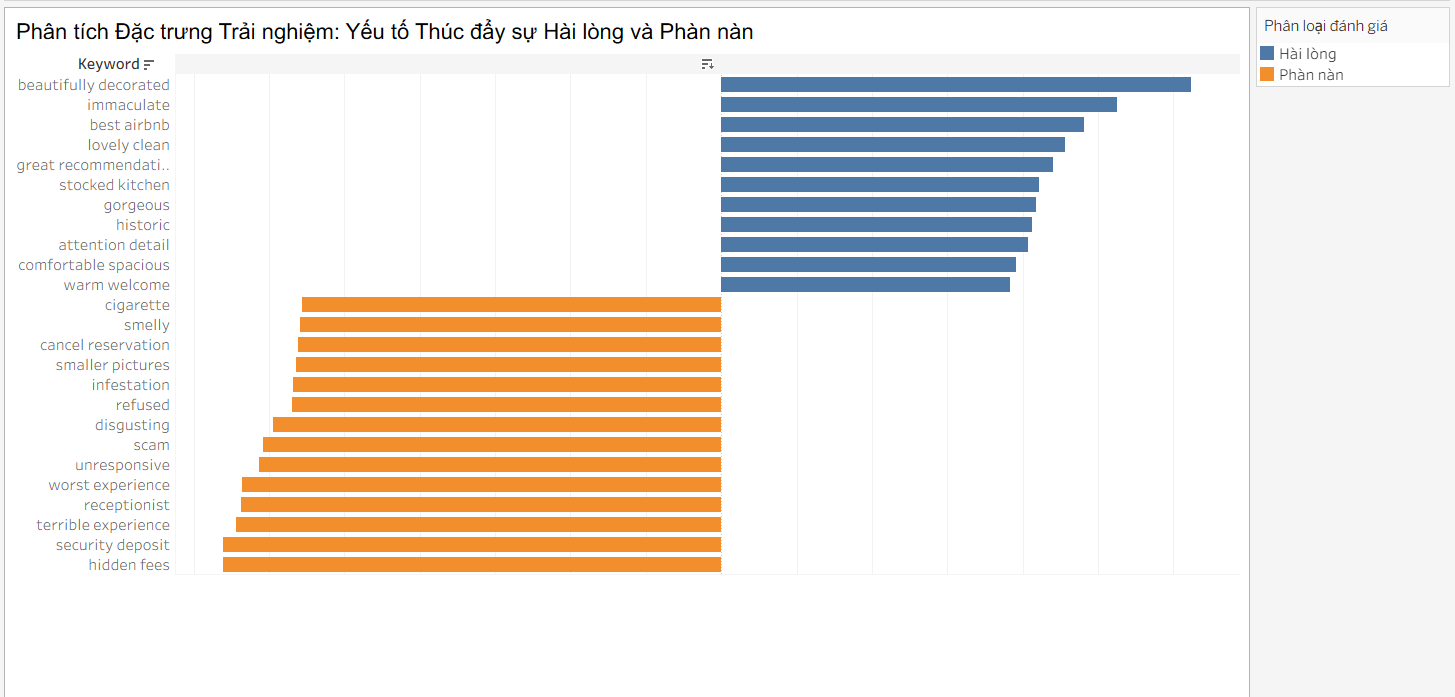 Phân tích Đặc trưng Trải nghiệm: Yếu tố Thúc đẩy sự Hài lòng và Phàn nàn
Keyword
beautifully decorated
immaculate
best airbnb
lovely clean
great recommendati..
stocked kitchen
gorgeous
historic
attention detail
comfortable spacious
warm welcome
cigarette
smelly
cancel reservation
smaller pictures
infestation
refused
disgusting
scam
unresponsive
worst experience
receptionist
terrible experience
security deposit
hidden fees
Phân loại đánh giá
Hài lòng
Phàn nàn